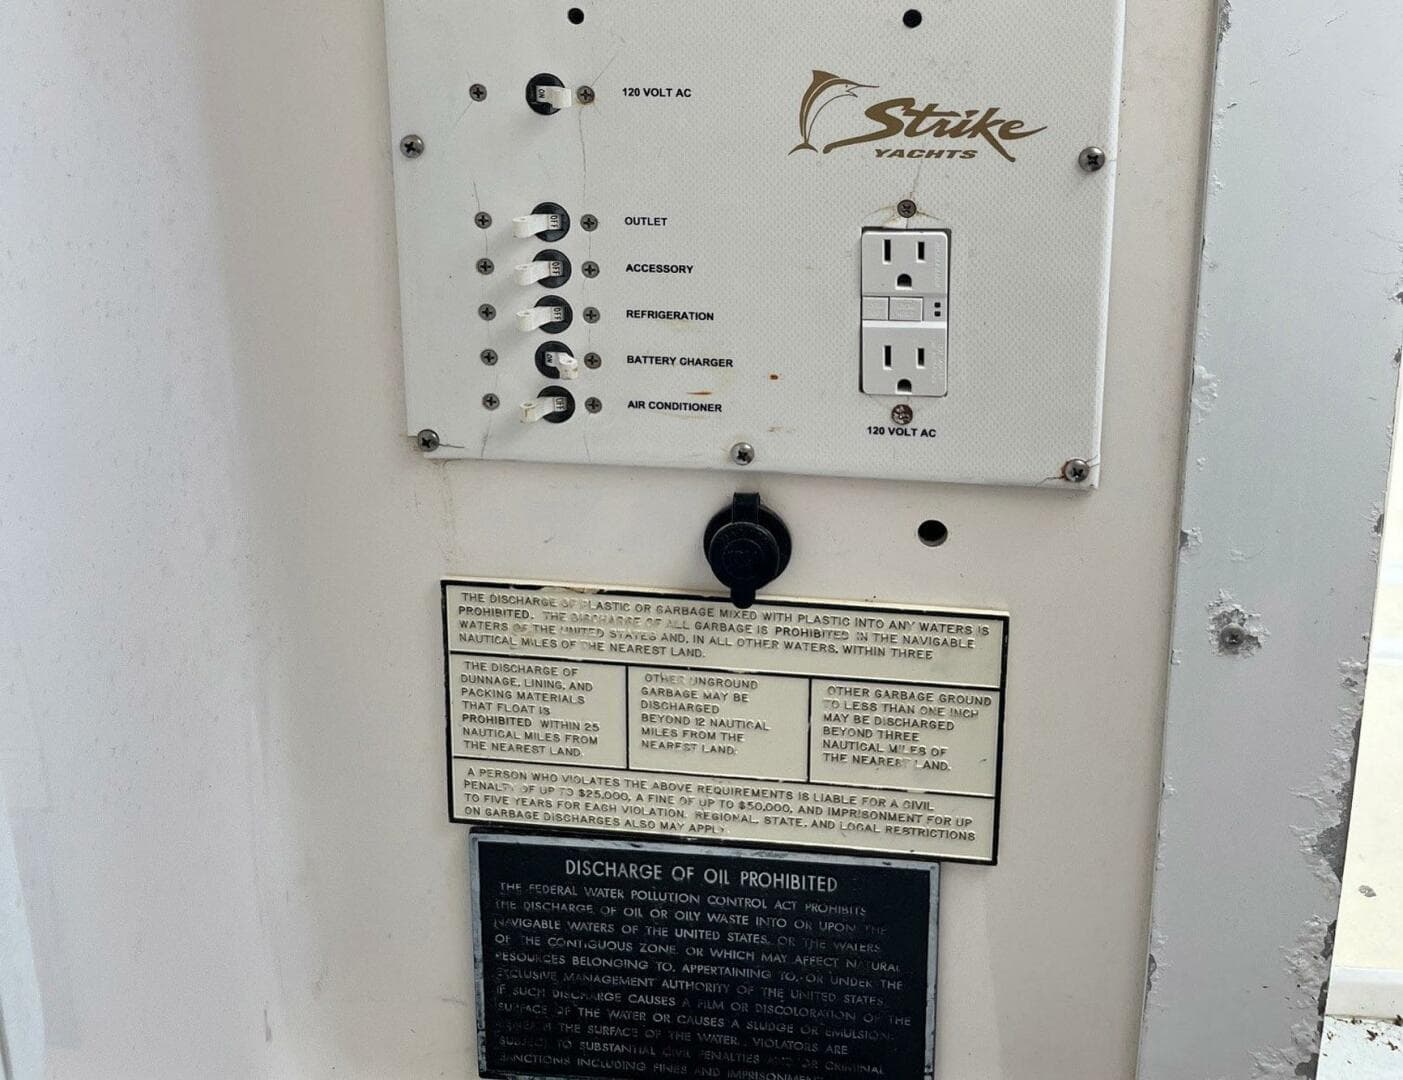 ON
120 VOLT AC
Strike
YACHTS
OFF
OUTLET
OFF
ACCESSORY
OFF
REFRIGERATION
ON
BATTERY CHARGER
OFF
AIR CONDITIONER
120 VOLT AC
THE DISCHARGE OF PLASTIC OR GARBAGE MIXED WITH PLASTIC INTO ANY WATERS IS
PROHIBITED. THE DISCHARGE OF ALL GARBAGE IS PROHIBITED IN THE NAVIGABLE
WATERS OF THE UNITED STATES AND, IN ALL OTHER WATERS, WITHIN THREE
NAUTICAL MILES OF THE NEAREST LAND.
THE DISCHARGE OF
DUNNAGE, LINING, AND
PACKING MATERIALS
THAT FLOAT IS
PROHIBITED WITHIN 25
NAUTICAL MILES FROM
THE NEAREST LAND.
OTHER UNGROUND
GARBAGE MAY BE
DISCHARGED
BEYOND 12 NAUTICAL
MILES FROM THE
NEAREST LAND.
OTHER GARBAGE GROUND
TO LESS THAN ONE INCH
MAY BE DISCHARGED
BEYOND THREE
NAUTICAL MILES OF
THE NEAREST LAND.
A PERSON WHO VIOLATES THE ABOVE REQUIREMENTS IS LIABLE FOR A CIVIL
PENALTY OF UP TO $25,000, A FINE OF UP TO $50,000, AND IMPRISONMENT FOR UP
TO FIVE YEARS FOR EACH VIOLATION. REGIONAL, STATE, AND LOCAL RESTRICTIONS
ON GARBAGE DISCHARGES ALSO MAY APPLY.
DISCHARGE OF OIL PROHIBITED
THE FEDERAL WATER POLLUTION CONTROL ACT PROHIBITS
THE DISCHARGE OF OIL OR OILY WASTE INTO OR UPON THE
NAVIGABLE WATERS OF THE UNITED STATES, OR THE WATERS
OF THE CONTIGUOUS ZONE, OR WHICH MAY AFFECT NATURAL
RESOURCES BELONGING TO, APPERTAINING TO, OR UNDER THE
EXCLUSIVE MANAGEMENT AUTHORITY OF THE UNITED STATES,
IF SUCH DISCHARGE CAUSES A FILM OR DISCOLORATION OF THE
SURFACE OF THE WATER OR CAUSES A SLUDGE OR EMULSION
THE SURFACE OF THE WATER. VIOLATORS ARE
SUBJECT TO SUBSTANTIAL CIVIL PENALTIES AND/OR CRIMINAL
SANCTIONS INCLUDING FINES AND IMPRISONMENT